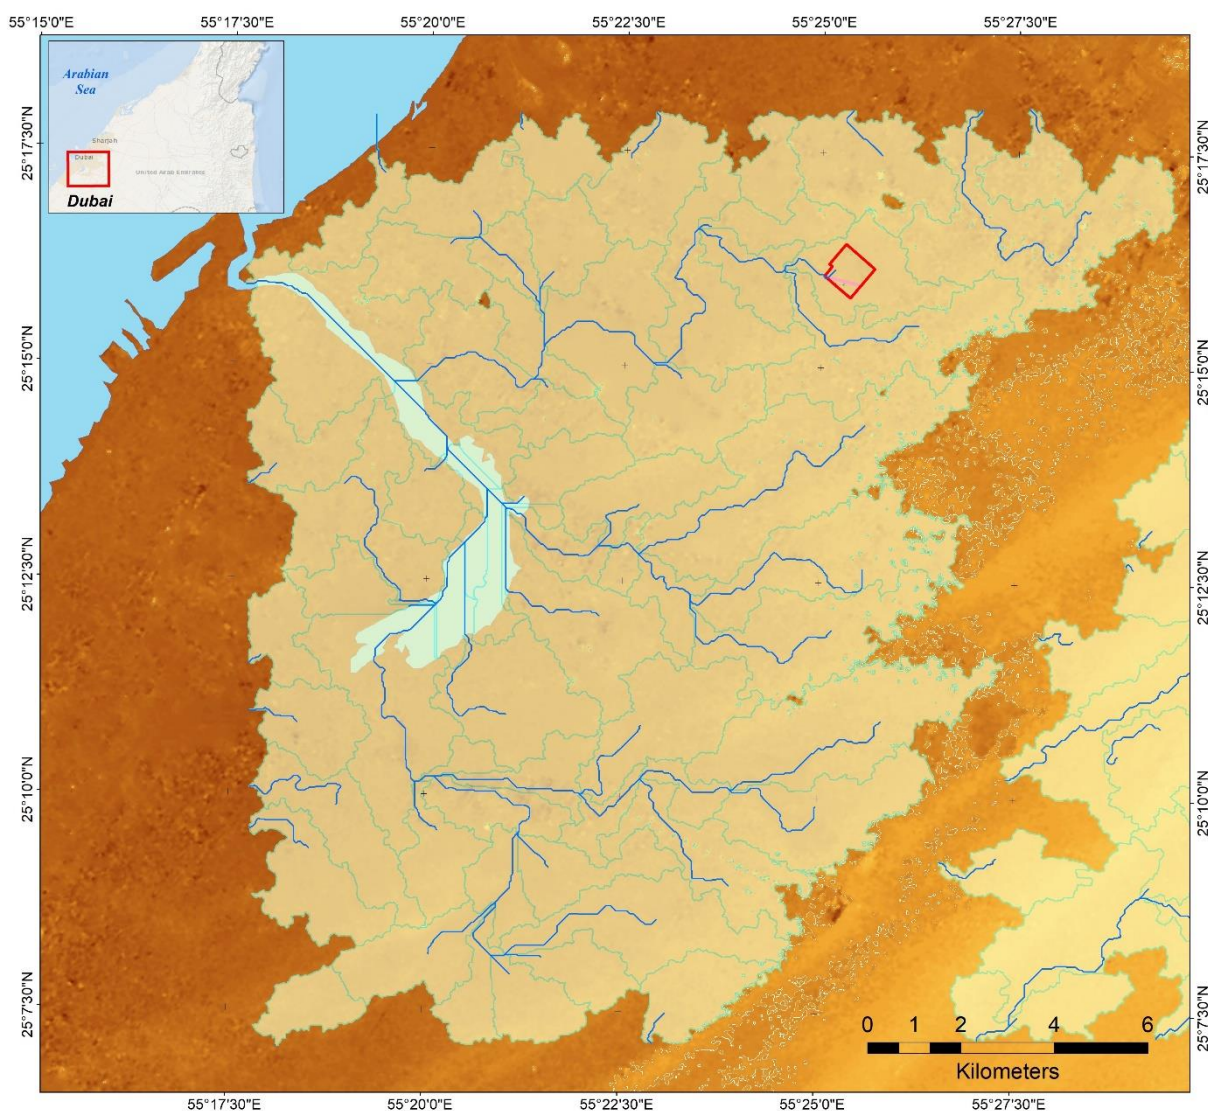 55°15'0"E 55°17'30"E 55°20'0"E 55°22'30"E 55°25'0"E 55°27'30"E
Arabian
Sea
Sharjah
Dubai
United Arab Emirates
Dubai
25°17'30"N
25°17'30"N
25°15'0"N
25°15'0"N
25°12'30"N
25°12'30"N
25°10'0"N
25°10'0"N
25°7'30"N
25°7'30"N
0 1 2 4 6
Kilometers
55°17'30"E 55°20'0"E 55°22'30"E 55°25'0"E 55°27'30"E